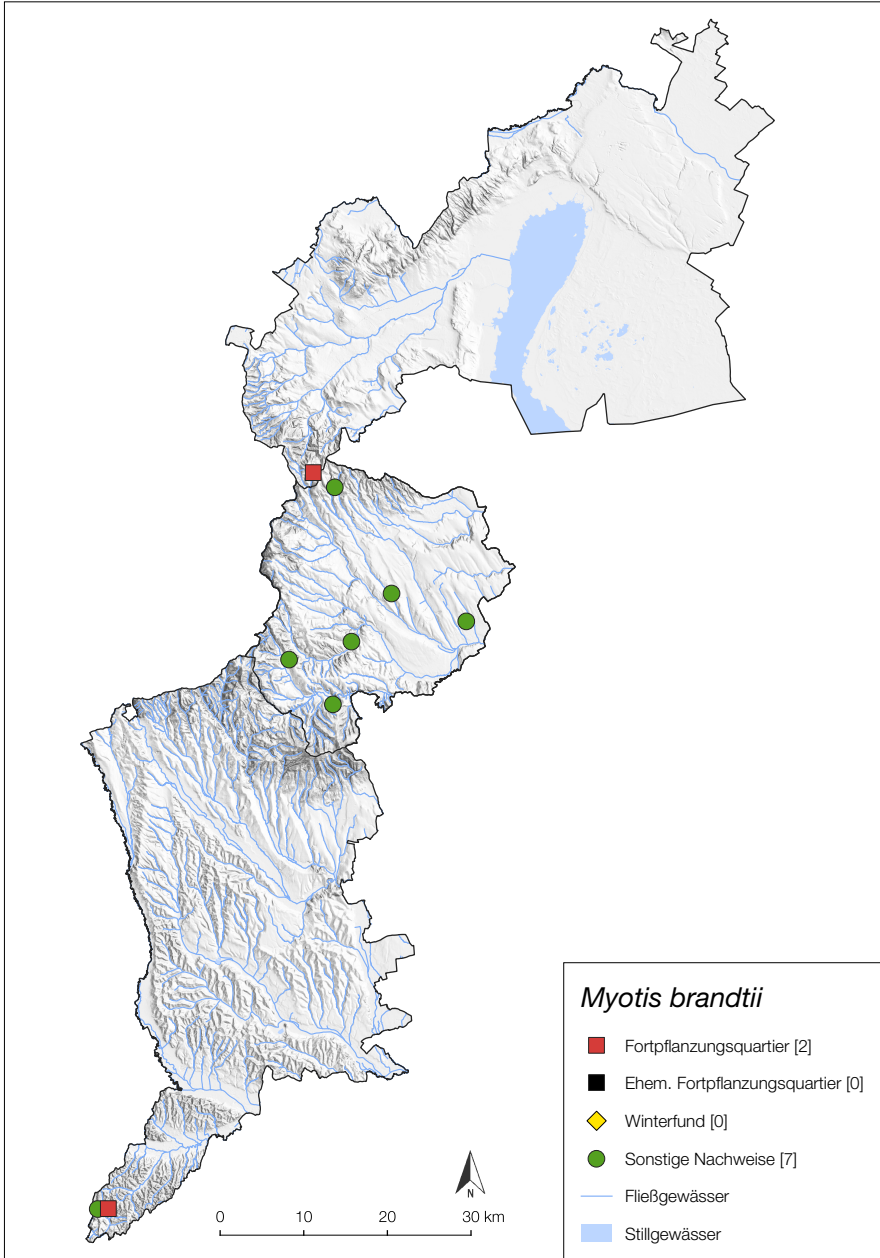 Myotis brandtii
Fortpflanzungsquartier [2]
Ehem. Fortpflanzungsquartier [0]
Winterfund [0]
Sonstige Nachweise [7]
Fließgewässer
Stillgewässer
N
0 10 20 30 km